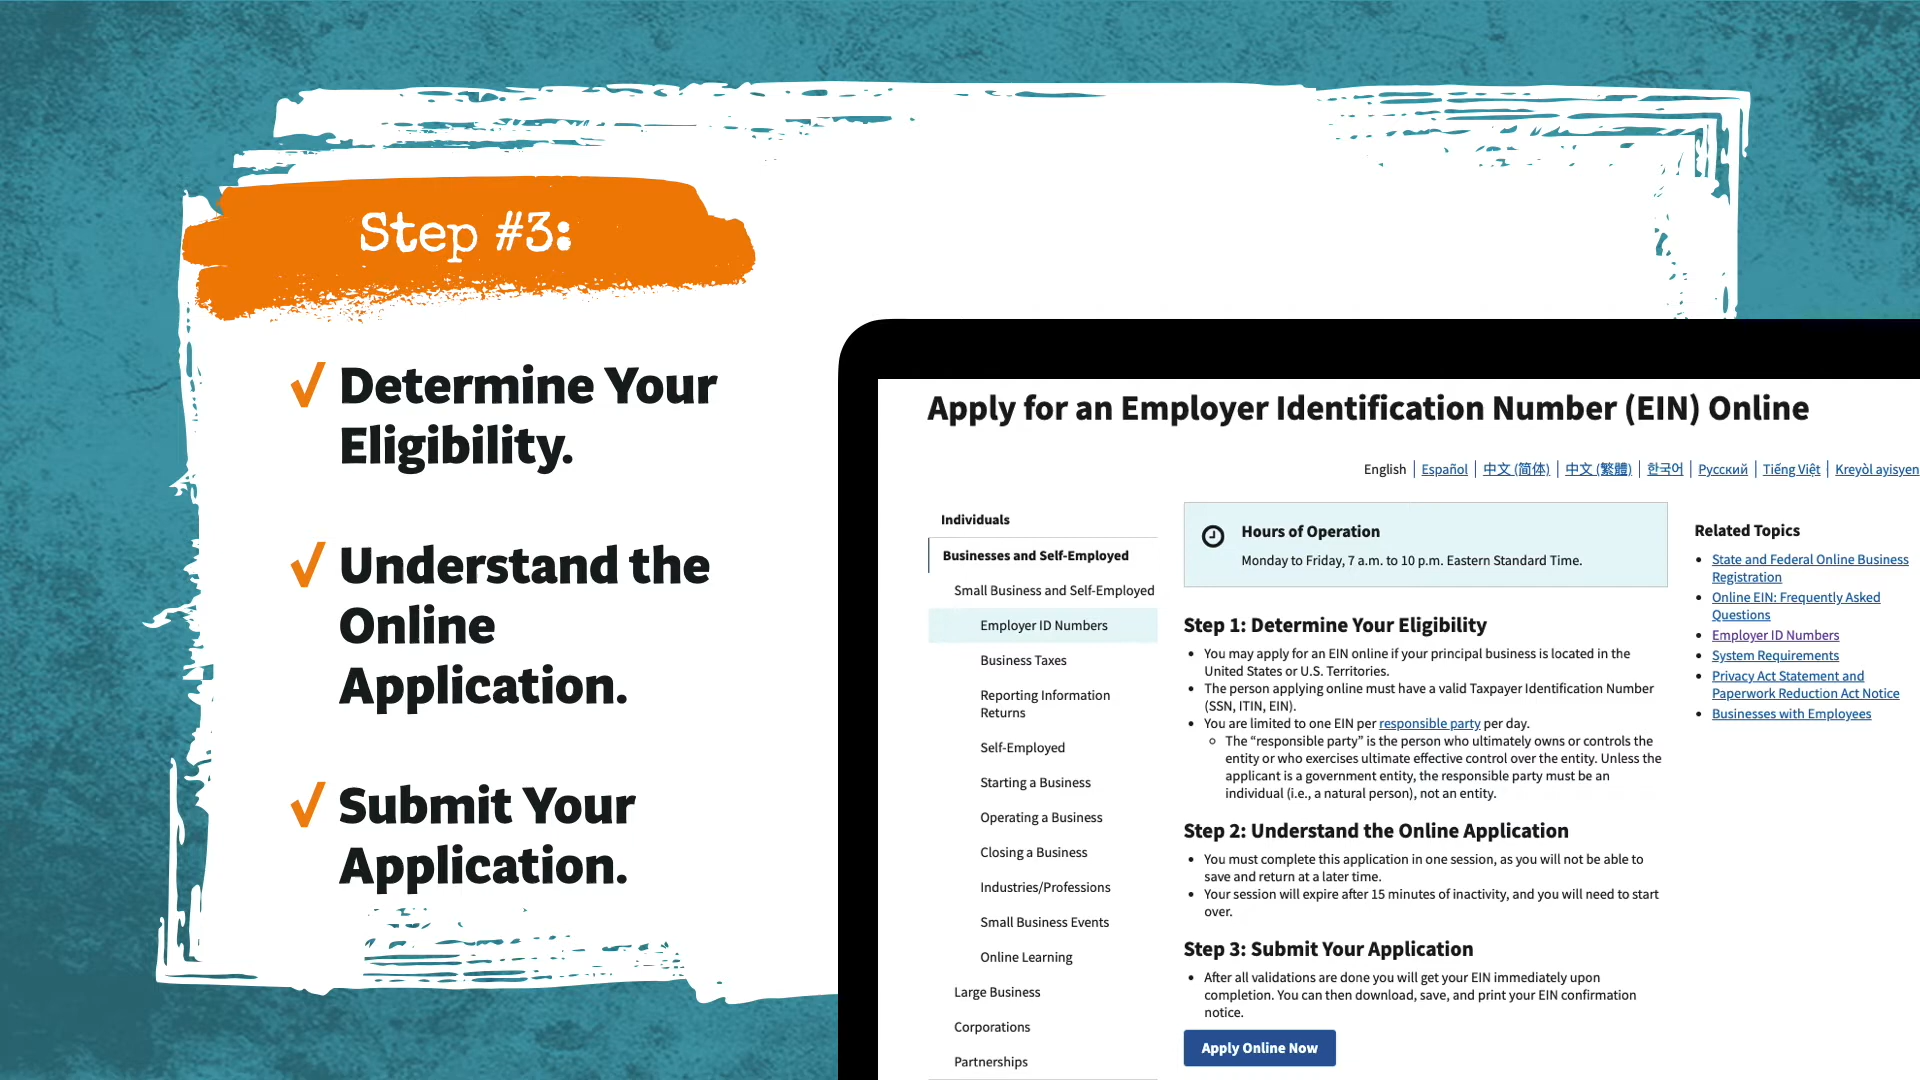 Step #3:
✓ Determine Your
Eligibility.
✓ Understand the
Online
Application.
✓ Submit Your
Application.
Apply for an Employer Identification Number (EIN) Online
English | Español | 中文 (简体) | 中文 (繁體) | 한국어 | Русский | Tiếng Việt | Kreyòl ayisyen
Individuals
Businesses and Self-Employed
Small Business and Self-Employed
Employer ID Numbers
Business Taxes
Reporting Information
Returns
Self-Employed
Starting a Business
Operating a Business
Closing a Business
Industries/Professions
Small Business Events
Online Learning
Large Business
Corporations
Partnerships
Hours of Operation
Monday to Friday, 7 a.m. to 10 p.m. Eastern Standard Time.
Step 1: Determine Your Eligibility
• You may apply for an EIN online if your principal business is located in the
United States or U.S. Territories.
• The person applying online must have a valid Taxpayer Identification Number
(SSN, ITIN, EIN).
• You are limited to one EIN per responsible party per day.
○ The “responsible party” is the person who ultimately owns or controls the
entity or who exercises ultimate effective control over the entity. Unless the
applicant is a government entity, the responsible party must be an
individual (i.e., a natural person), not an entity.
Step 2: Understand the Online Application
• You must complete this application in one session, as you will not be able to
save and return at a later time.
• Your session will expire after 15 minutes of inactivity, and you will need to start
over.
Step 3: Submit Your Application
• After all validations are done you will get your EIN immediately upon
completion. You can then download, save, and print your EIN confirmation
notice.
Apply Online Now
Related Topics
• State and Federal Online Business
Registration
• Online EIN: Frequently Asked
Questions
• Employer ID Numbers
• System Requirements
• Privacy Act Statement and
Paperwork Reduction Act Notice
• Businesses with Employees